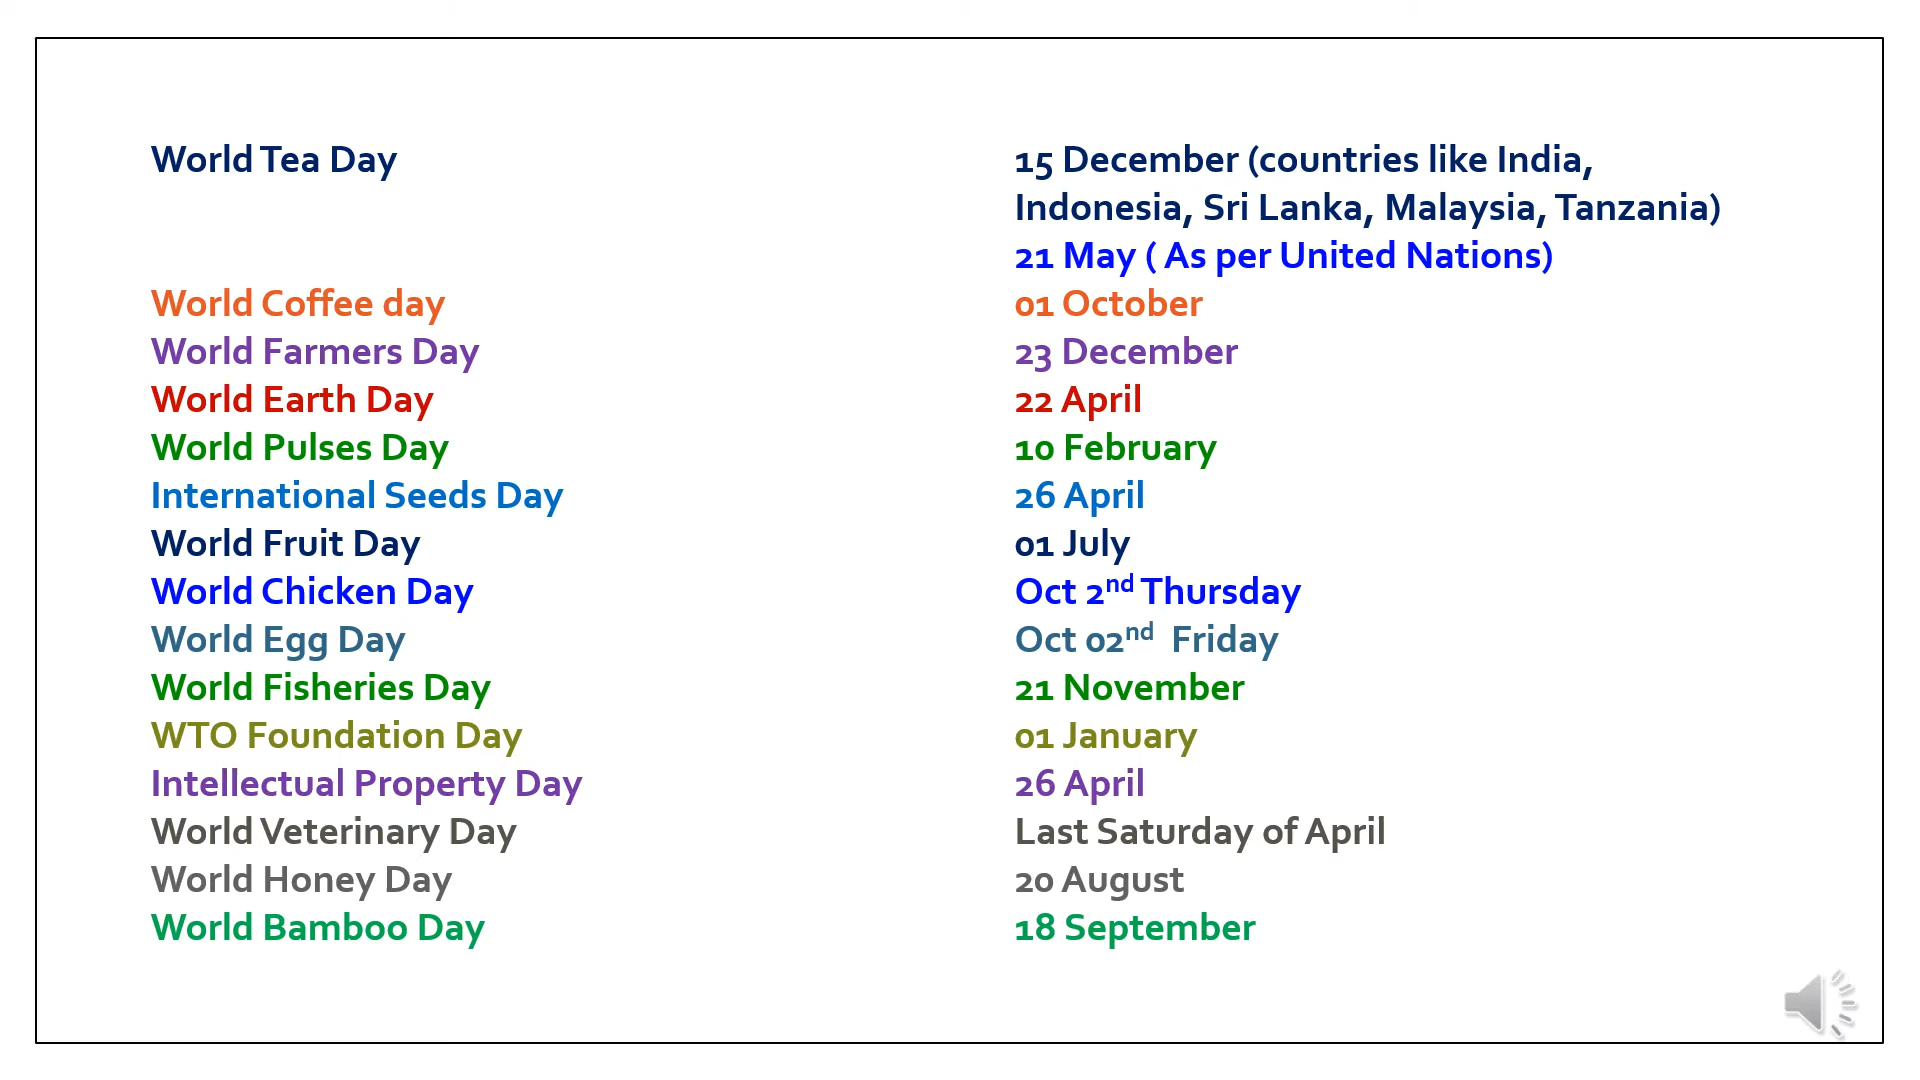 World Tea Day 15 December (countries like India,
Indonesia, Sri Lanka, Malaysia, Tanzania)
21 May ( As per United Nations)
World Coffee day 01 October
World Farmers Day 23 December
World Earth Day 22 April
World Pulses Day 10 February
International Seeds Day 26 April
World Fruit Day 01 July
World Chicken Day Oct 2nd Thursday
World Egg Day Oct 02nd Friday
World Fisheries Day 21 November
WTO Foundation Day 01 January
Intellectual Property Day 26 April
World Veterinary Day Last Saturday of April
World Honey Day 20 August
World Bamboo Day 18 September